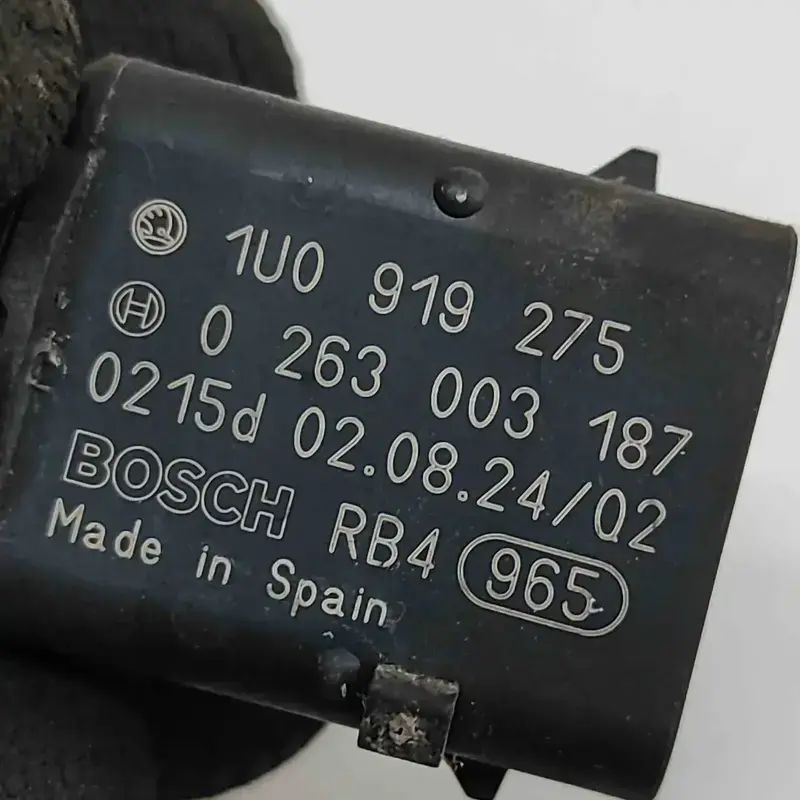 1U0 919 275
0 263 003 187
0215d 02.08.24/02
BOSCH RB4 965
Made in Spain